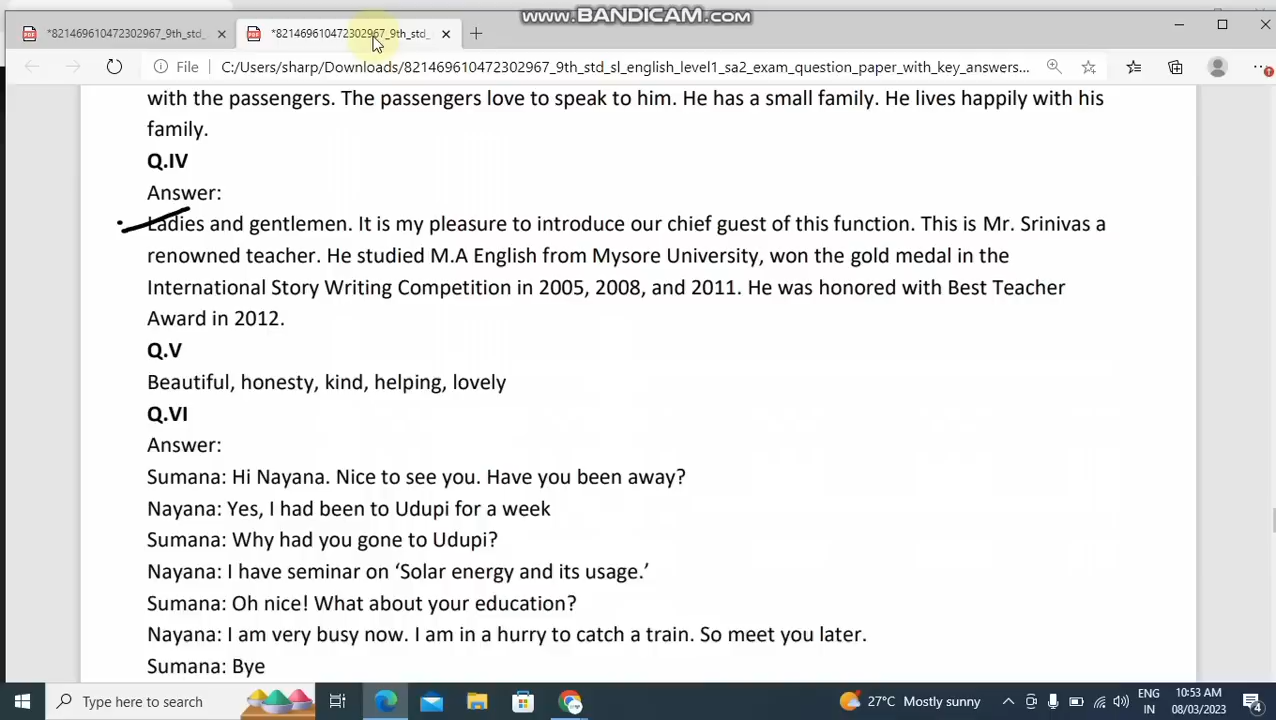 www.BANDICAM.com
*821469610472302967_9th_std_
*821469610472302967_9th_std_
File C:/Users/sharp/Downloads/821469610472302967_9th_std_sl_english_level1_sa2_exam_question_paper_with_key_answers...
with the passengers. The passengers love to speak to him. He has a small family. He lives happily with his
family.
Q.IV
Answer:
Ladies and gentlemen. It is my pleasure to introduce our chief guest of this function. This is Mr. Srinivas a
renowned teacher. He studied M.A English from Mysore University, won the gold medal in the
International Story Writing Competition in 2005, 2008, and 2011. He was honored with Best Teacher
Award in 2012.
Q.V
Beautiful, honesty, kind, helping, lovely
Q.VI
Answer:
Sumana: Hi Nayana. Nice to see you. Have you been away?
Nayana: Yes, I had been to Udupi for a week
Sumana: Why had you gone to Udupi?
Nayana: I have seminar on ‘Solar energy and its usage.’
Sumana: Oh nice! What about your education?
Nayana: I am very busy now. I am in a hurry to catch a train. So meet you later.
Sumana: Bye
Type here to search
27°C Mostly sunny
ENG
IN
10:53 AM
08/03/2023
4